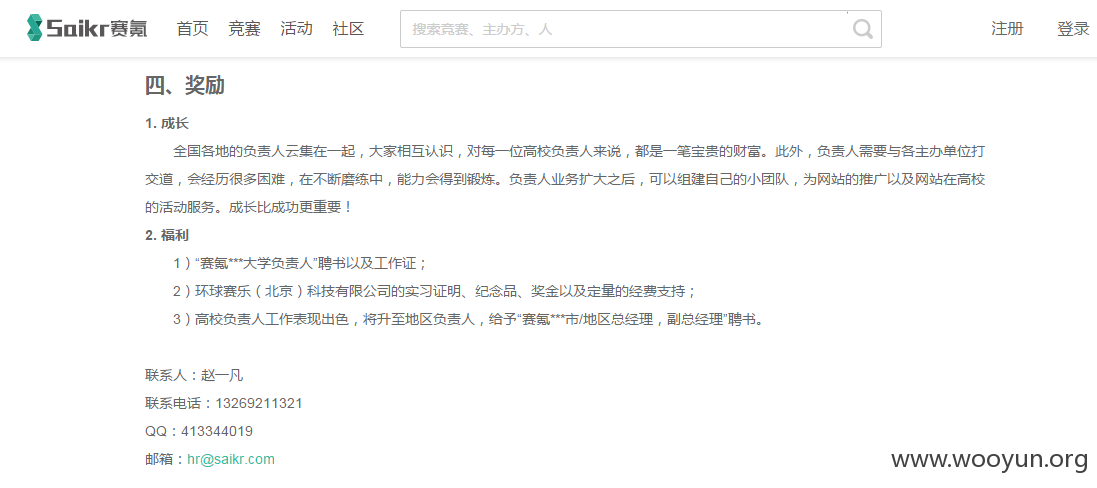 Saikr赛氪 首页 竞赛 活动 社区 搜索竞赛、主办方、人 注册 登录
四、奖励
1. 成长
全国各地的负责人云集在一起，大家相互认识，对每一位高校负责人来说，都是一笔宝贵的财富。此外，负责人需要与各主办单位打
交道，会经历很多困难，在不断磨练中，能力会得到锻炼。负责人业务扩大之后，可以组建自己的小团队，为网站的推广以及网站在高校
的活动服务。成长比成功更重要！
2. 福利
1）“赛氪***大学负责人”聘书以及工作证；
2）环球赛乐（北京）科技有限公司的实习证明、纪念品、奖金以及定量的经费支持；
3）高校负责人工作表现出色，将升至地区负责人，给予“赛氪***市/地区总经理，副总经理”聘书。
联系人：赵一凡
联系电话：13269211321
QQ：413344019
邮箱：hr@saikr.com
www.wooyun.org